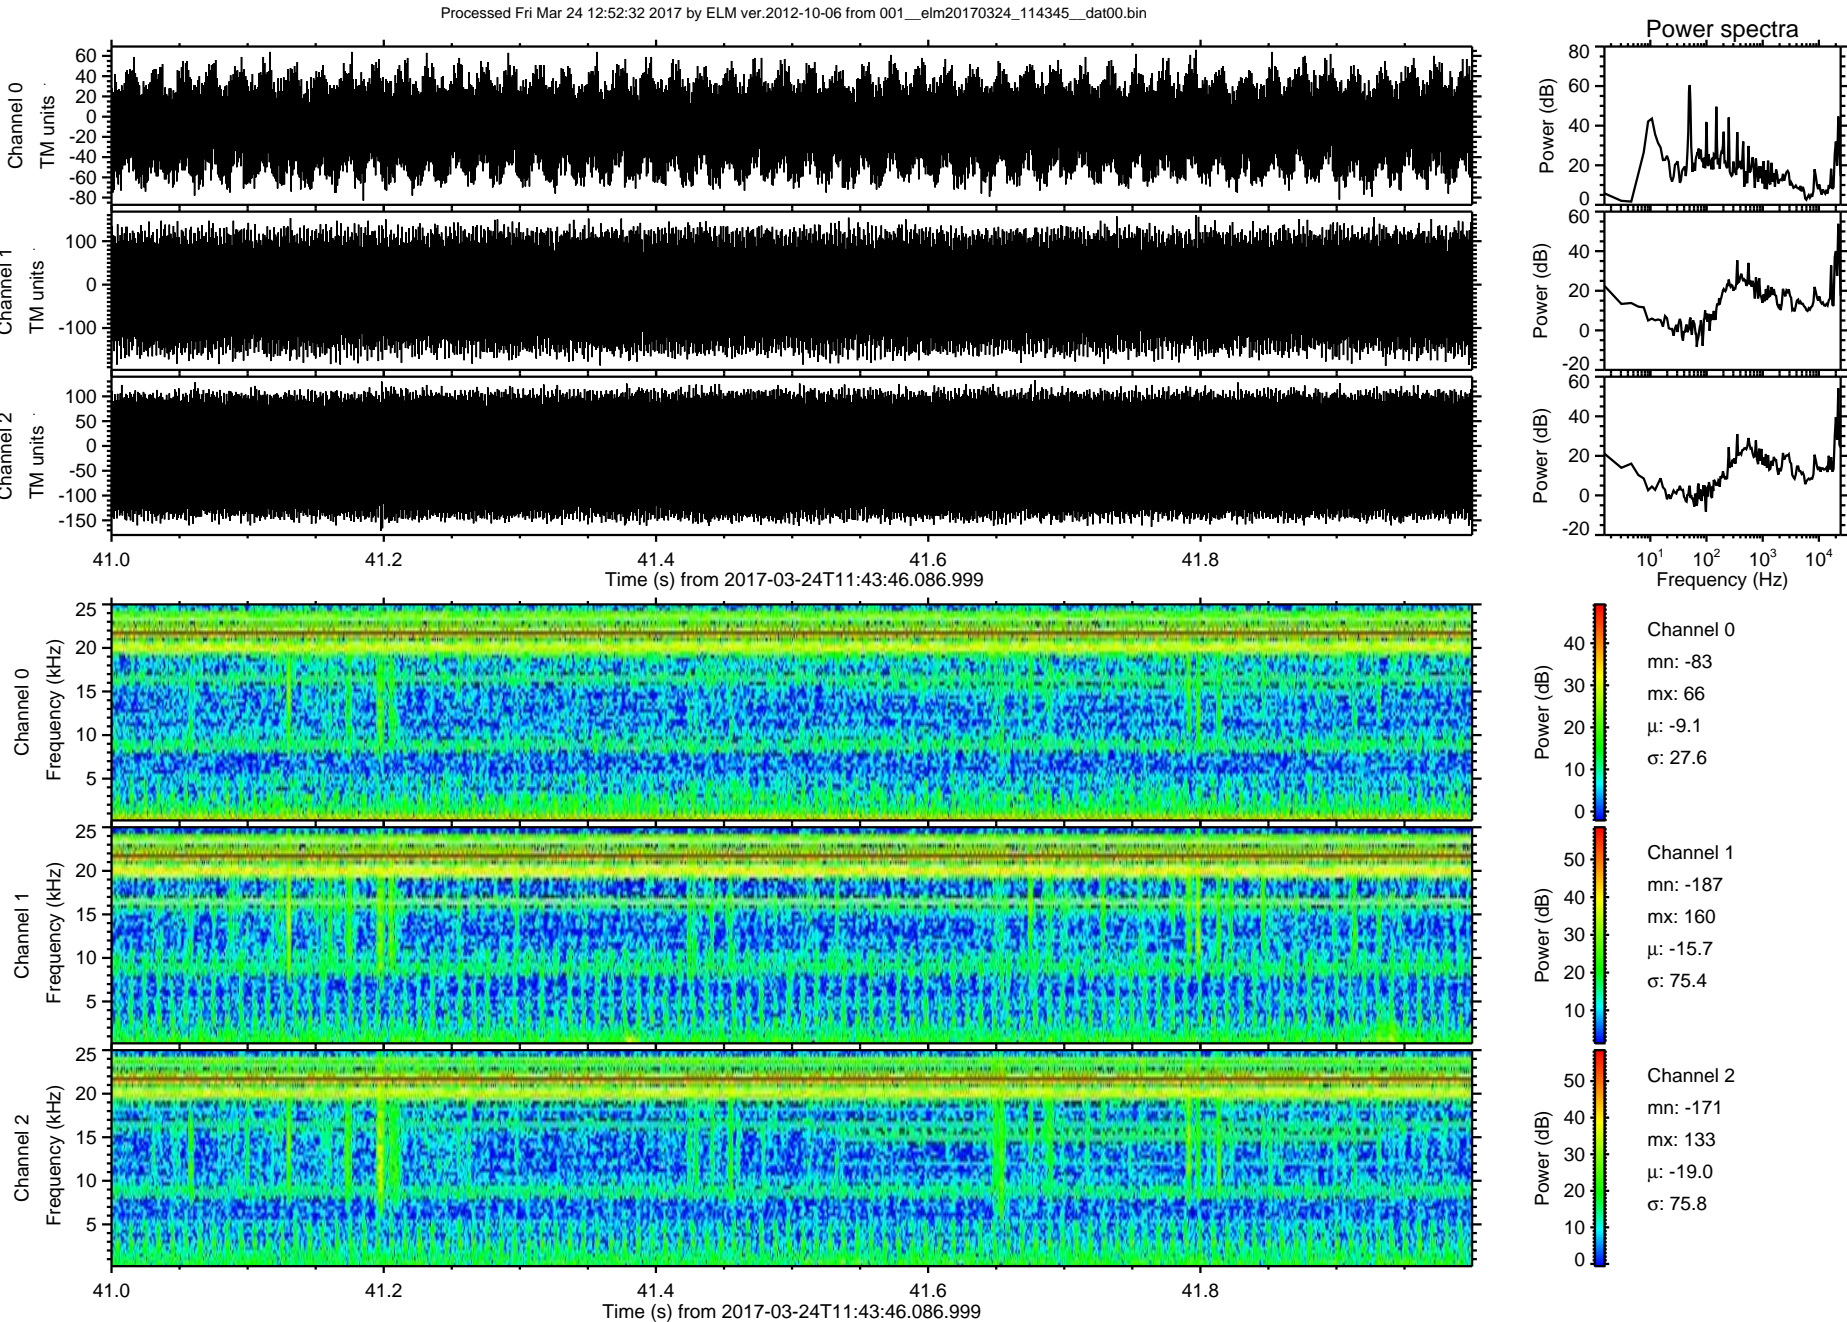 Processed Fri Mar 24 12:52:32 2017 by ELM ver.2012-10-06 from 001__elm20170324_114345__dat00.bin
Power spectra
Channel 0
TM units
60
40
20
0
-20
-40
-60
-80
Power (dB)
80
60
40
20
0
Channel 1
TM units
100
0
-100
Power (dB)
60
40
20
0
-20
Channel 2
TM units
100
50
0
-50
-100
-150
Power (dB)
60
40
20
0
-20
41.0 41.2 41.4 41.6 41.8
Time (s) from 2017-03-24T11:43:46.086.999
10¹ 10² 10³ 10⁴
Frequency (Hz)
Channel 0
Frequency (kHz)
25
20
15
10
5
Power (dB)
40
30
20
10
0
Channel 0
mn: -83
mx: 66
μ: -9.1
σ: 27.6
Channel 1
Frequency (kHz)
25
20
15
10
5
Power (dB)
50
40
30
20
10
Channel 1
mn: -187
mx: 160
μ: -15.7
σ: 75.4
Channel 2
Frequency (kHz)
25
20
15
10
5
Power (dB)
50
40
30
20
10
0
Channel 2
mn: -171
mx: 133
μ: -19.0
σ: 75.8
41.0 41.2 41.4 41.6 41.8
Time (s) from 2017-03-24T11:43:46.086.999